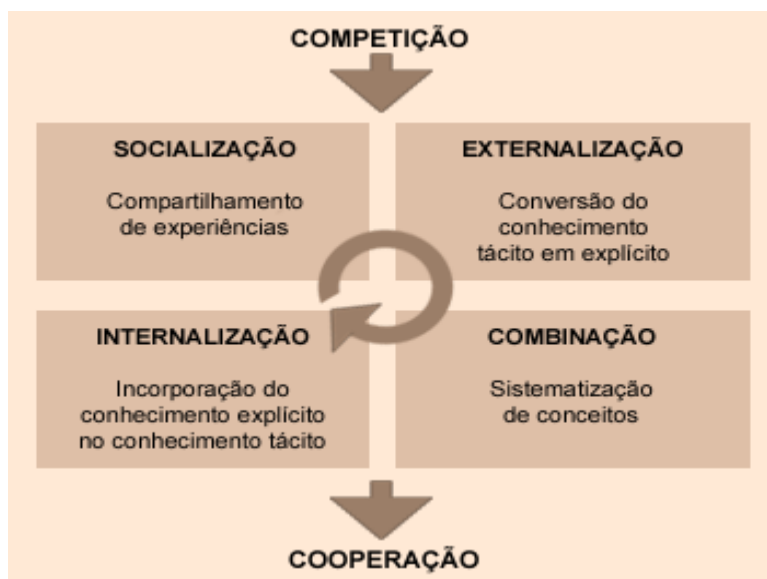 COMPETIÇÃO
SOCIALIZAÇÃO
Compartilhamento
de experiências
EXTERNALIZAÇÃO
Conversão do
conhecimento
tácito em explícito
INTERNALIZAÇÃO
Incorporação do
conhecimento explícito
no conhecimento tácito
COMBINAÇÃO
Sistematização
de conceitos
COOPERAÇÃO